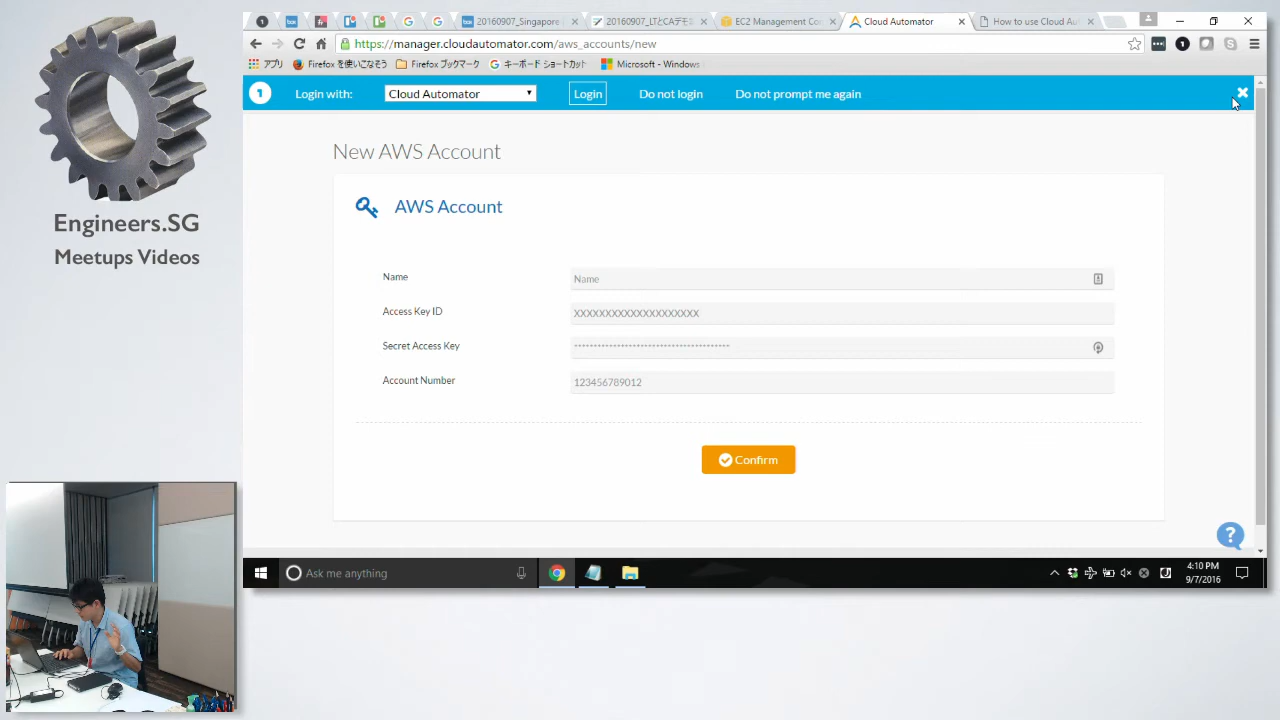 Engineers.SG
Meetups Videos
1
20160907_Singapore
20160907_LTとCAデモ
EC2 Management Co
Cloud Automator
How to use Cloud Aut
https://manager.cloudautomator.com/aws_accounts/new
アプリ
Firefox を使いこなそう
Firefox ブックマーク
キーボード ショートカット
Microsoft - Windows
1
Login with:
Cloud Automator
Login
Do not login
Do not prompt me again
New AWS Account
AWS Account
Name
Name
Access Key ID
XXXXXXXXXXXXXXXXXXXX
Secret Access Key
****************************************
Account Number
123456789012
Confirm
?
Ask me anything
4:10 PM
9/7/2016